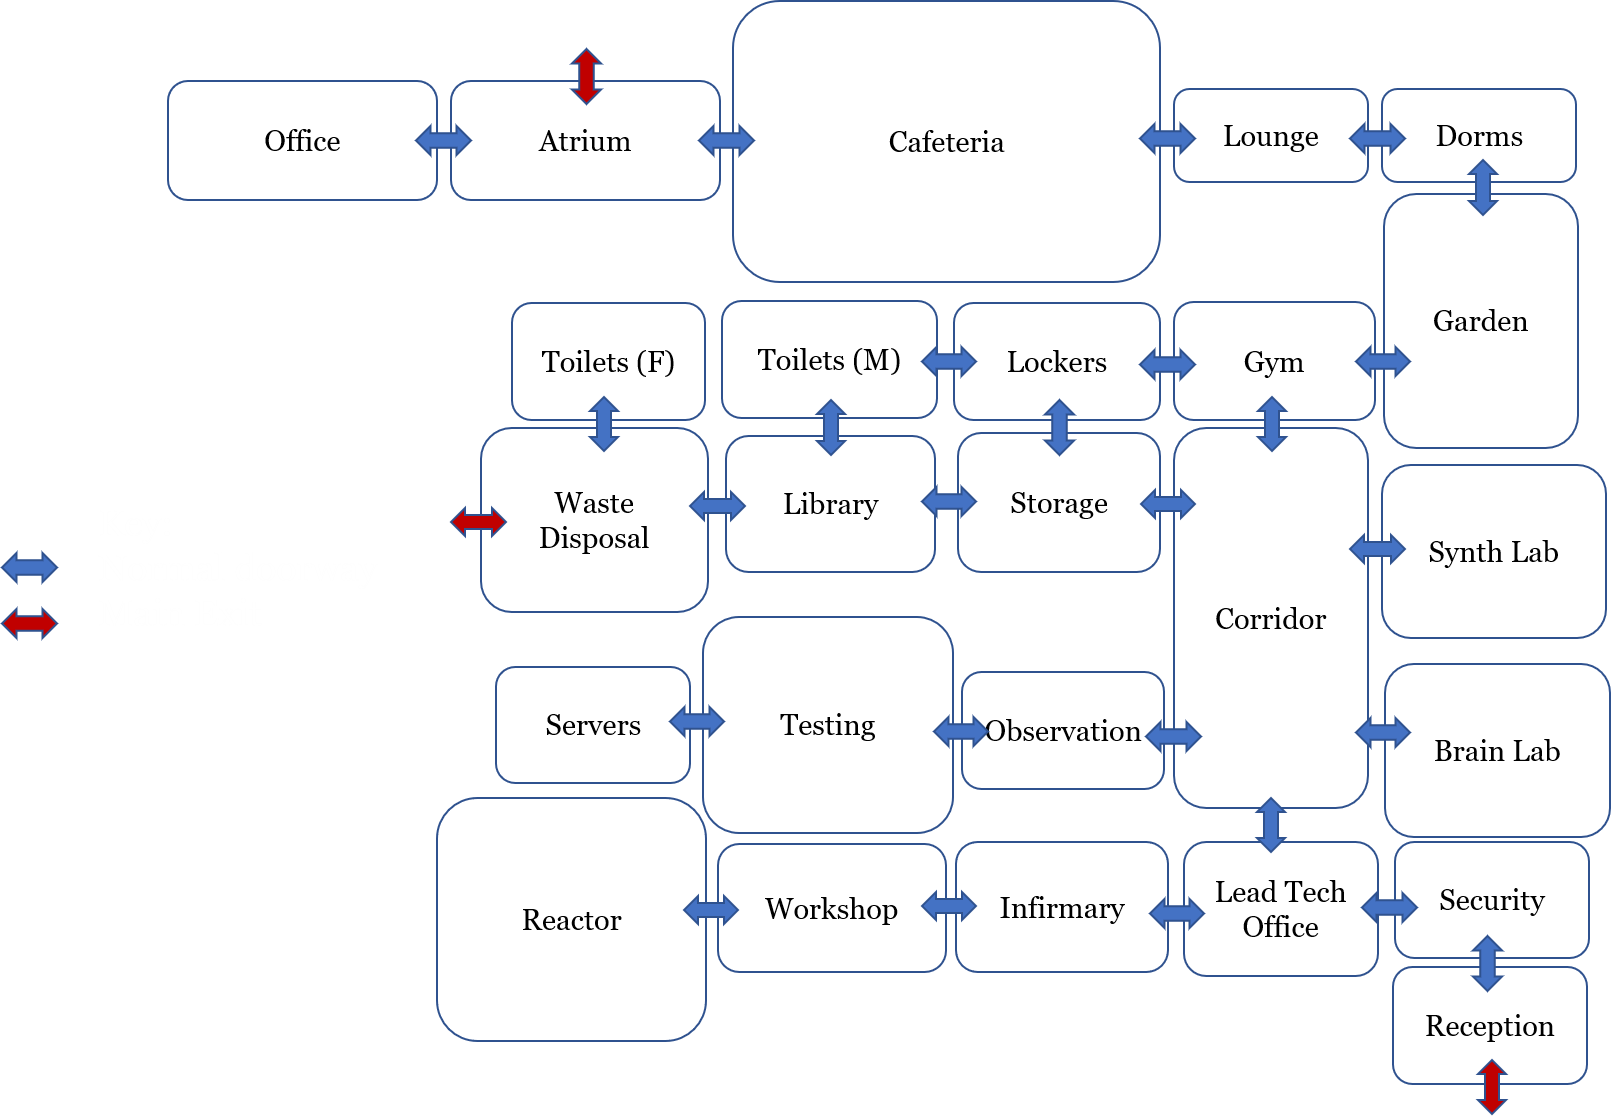 Office
Atrium
Cafeteria
Lounge
Dorms
Garden
Toilets (F)
Toilets (M)
Lockers
Gym
Waste
Disposal
Library
Storage
Corridor
Synth Lab
Servers
Testing
Observation
Brain Lab
Reactor
Workshop
Infirmary
Lead Tech
Office
Security
Reception